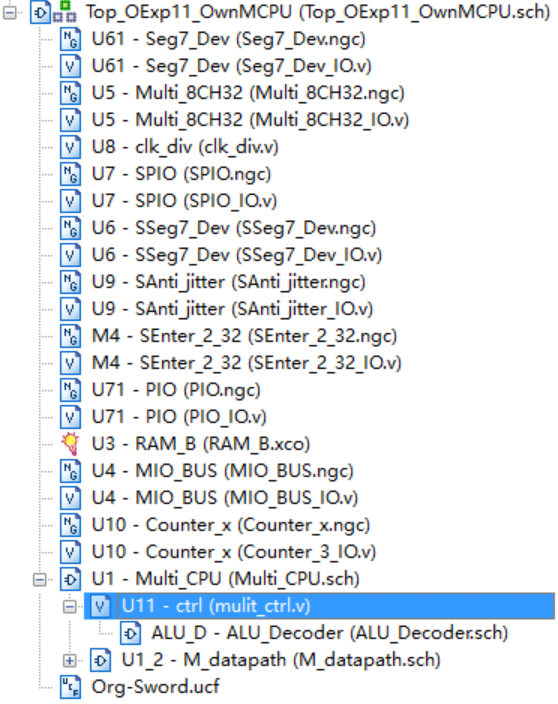 Top_OExp11_OwnMCPU (Top_OExp11_OwnMCPU.sch)
U61 - Seg7_Dev (Seg7_Dev.ngc)
U61 - Seg7_Dev (Seg7_Dev_IO.v)
U5 - Multi_8CH32 (Multi_8CH32.ngc)
U5 - Multi_8CH32 (Multi_8CH32_IO.v)
U8 - clk_div (clk_div.v)
U7 - SPIO (SPIO.ngc)
U7 - SPIO (SPIO_IO.v)
U6 - SSeg7_Dev (SSeg7_Dev.ngc)
U6 - SSeg7_Dev (SSeg7_Dev_IO.v)
U9 - SAnti_jitter (SAnti_jitter.ngc)
U9 - SAnti_jitter (SAnti_jitter_IO.v)
M4 - SEnter_2_32 (SEnter_2_32.ngc)
M4 - SEnter_2_32 (SEnter_2_32_IO.v)
U71 - PIO (PIO.ngc)
U71 - PIO (PIO_IO.v)
U3 - RAM_B (RAM_B.xco)
U4 - MIO_BUS (MIO_BUS.ngc)
U4 - MIO_BUS (MIO_BUS_IO.v)
U10 - Counter_x (Counter_x.ngc)
U10 - Counter_x (Counter_3_IO.v)
U1 - Multi_CPU (Multi_CPU.sch)
U11 - ctrl (mulit_ctrl.v)
ALU_D - ALU_Decoder (ALU_Decoder.sch)
U1_2 - M_datapath (M_datapath.sch)
Org-Sword.ucf